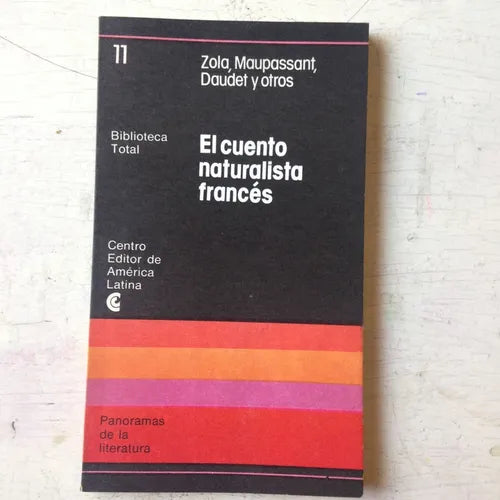 11
Zola, Maupassant,
Daudet y otros
Biblioteca
Total
El cuento
naturalista
francés
Centro
Editor de
América
Latina
Panoramas
de la
literatura